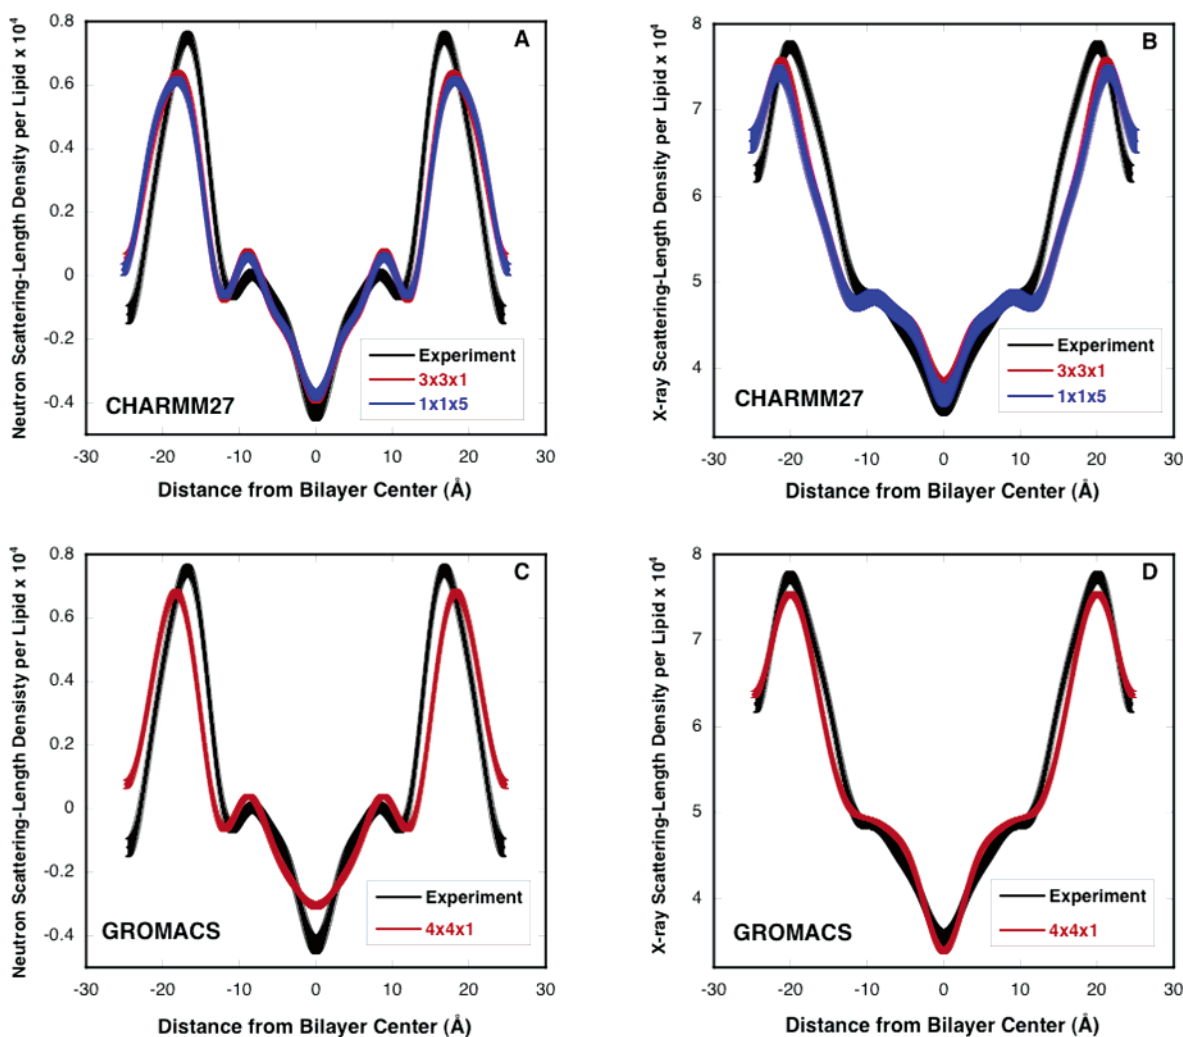 Neutron Scattering-Length Density per Lipid x 10⁴
0.8
0.6
0.4
0.2
0
-0.2
-0.4
A
Experiment
3x3x1
1x1x5
CHARMM27
-30 -20 -10 0 10 20 30
Distance from Bilayer Center (Å)
X-ray Scattering-Length Density per Lipid x 10⁴
8
7
6
5
4
B
Experiment
3x3x1
1x1x5
CHARMM27
-30 -20 -10 0 10 20 30
Distance from Bilayer Center (Å)
Neutron Scattering-Length Density per Lipid x 10⁴
0.8
0.6
0.4
0.2
0
-0.2
-0.4
C
Experiment
4x4x1
GROMACS
-30 -20 -10 0 10 20 30
Distance from Bilayer Center (Å)
X-ray Scattering-Length Density per Lipid x 10⁴
8
7
6
5
4
D
Experiment
4x4x1
GROMACS
-30 -20 -10 0 10 20 30
Distance from Bilayer Center (Å)